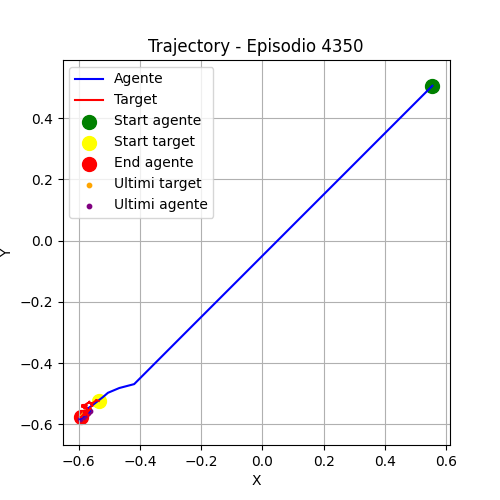 Trajectory - Episodio 4350
Agente
Target
Start agente
Start target
End agente
Ultimi target
Ultimi agente
0.4
0.2
0.0
−0.2
−0.4
−0.6
Y
−0.6
−0.4
−0.2
0.0
0.2
0.4
0.6
X